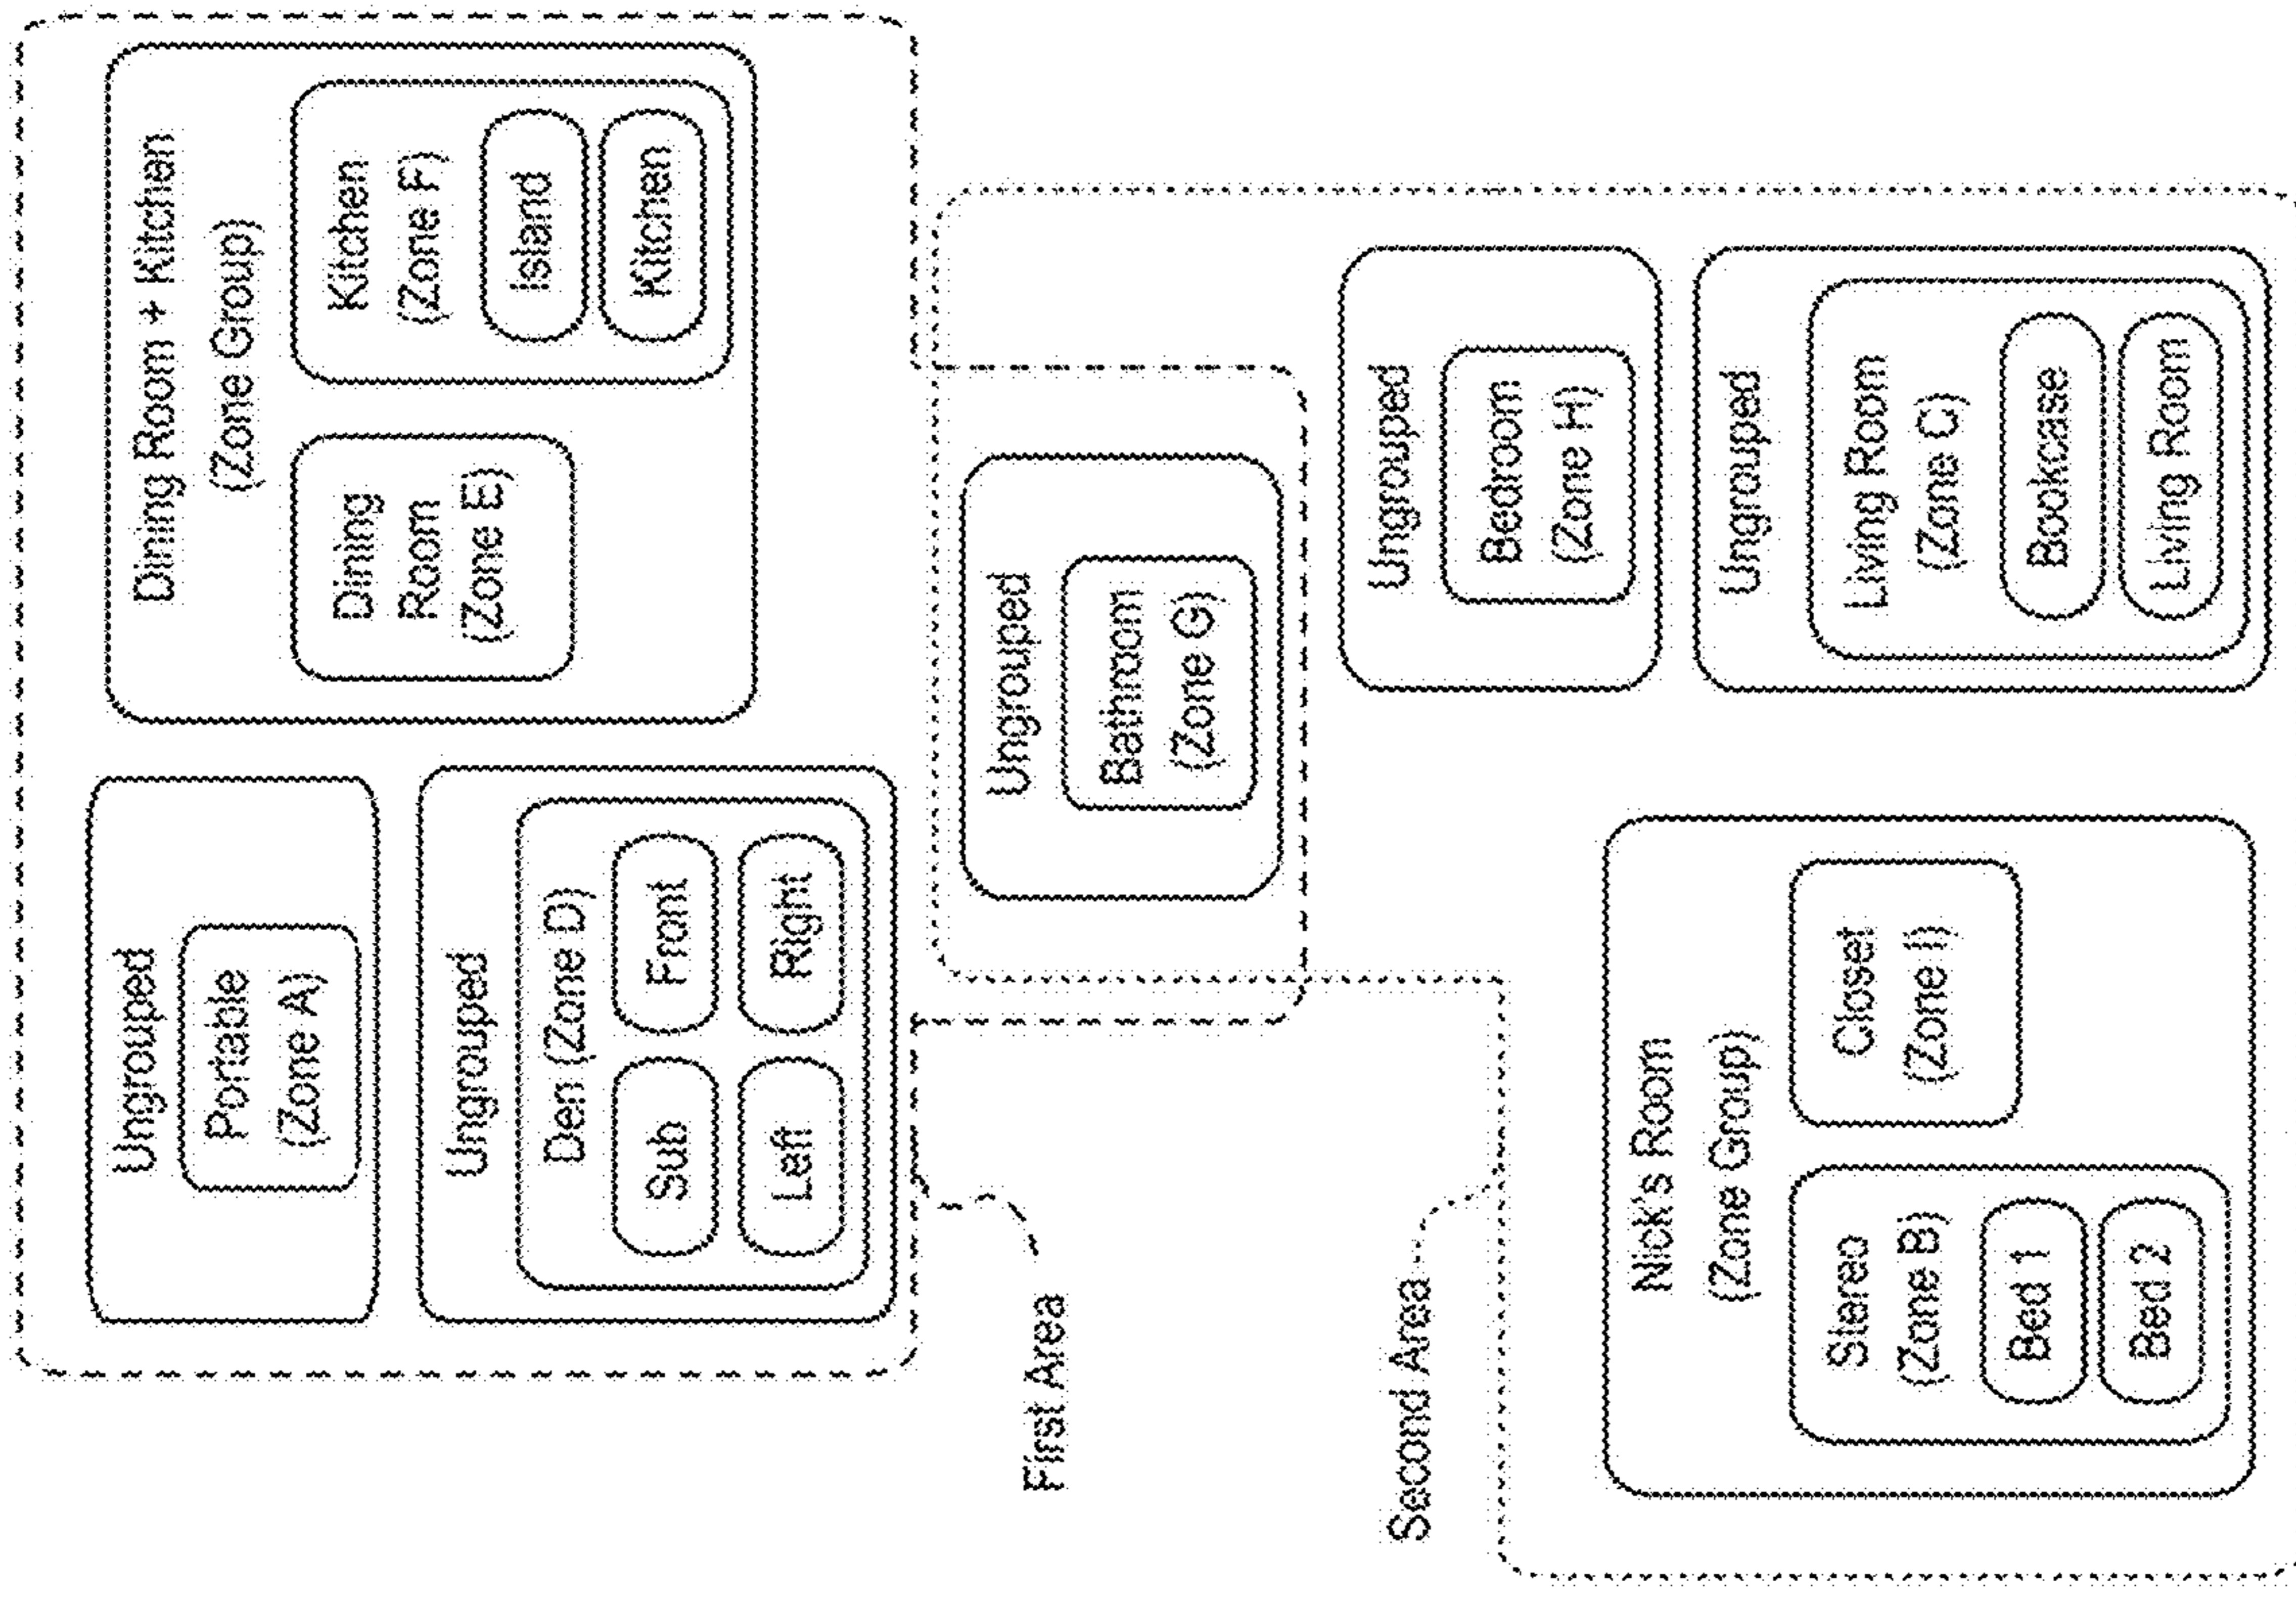 Ungrouped
Portable
(Zone A)
Ungrouped
Den (Zone D)
Sub
Front
Left
Right
Dining Room + Kitchen
(Zone Group)
Dining
Room
(Zone E)
Kitchen
(Zone F)
Island
Kitchen
First Area
Ungrouped
Bathroom
(Zone G)
Second Area
Nick's Room
(Zone Group)
Stereo
(Zone B)
Bed 1
Bed 2
Closet
(Zone I)
Ungrouped
Bedroom
(Zone H)
Ungrouped
Living Room
(Zone C)
Bookcase
Living Room